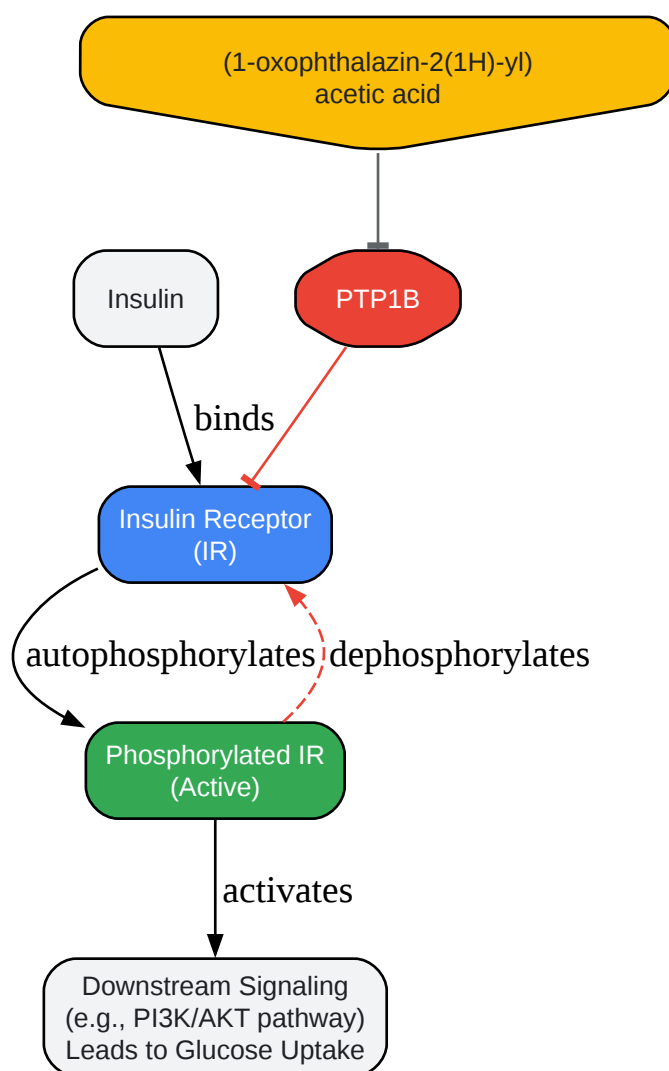 (1-oxophthalazin-2(1H)-yl)
acetic acid
Insulin
PTP1B
binds
Insulin Receptor
(IR)
autophosphorylates
dephosphorylates
Phosphorylated IR
(Active)
activates
Downstream Signaling
(e.g., PI3K/AKT pathway)
Leads to Glucose Uptake